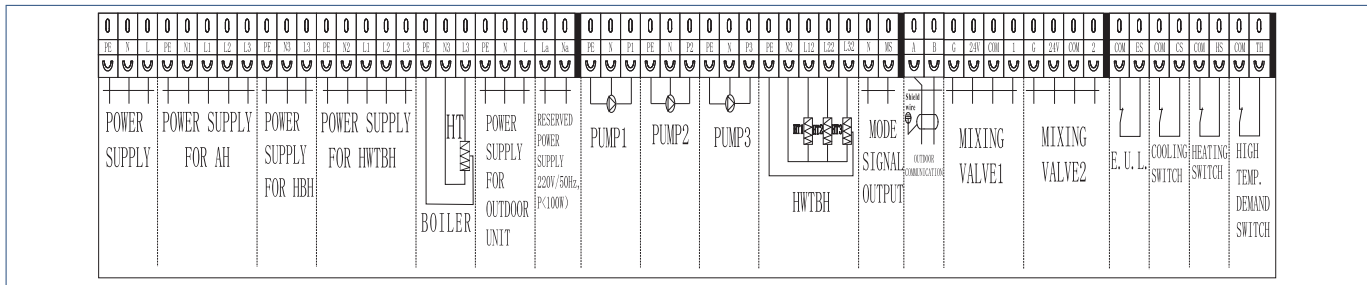 PE N L PE N1 L1 L2 L3 PE N3 L3 PE N2 L1 L2 L3 PE N3 L3 PE N L La Na PE N P1 PE N P2 PE N P3 PE N2 L12 L22 L32 N MS A B G 24V COM 1 G 24V COM 2 COM ES COM CS COM HS COM TH
POWER
SUPPLY
POWER SUPPLY
FOR AH
POWER
SUPPLY
FOR HBH
POWER SUPPLY
FOR HWTBH
HT
BOILER
POWER
SUPPLY
FOR
OUTDOOR
UNIT
RESERVED
POWER
SUPPLY
220V/50Hz,
P<100W)
PUMP1
PUMP2
PUMP3
HT1 HT2 HT3
HWTBH
MODE
SIGNAL
OUTPUT
Shield
wire
OUTDOOR
COMMUNICATION
MIXING
VALVE1
MIXING
VALVE2
E.U.L.
COOLING
SWITCH
HEATING
SWITCH
HIGH
TEMP.
DEMAND
SWITCH